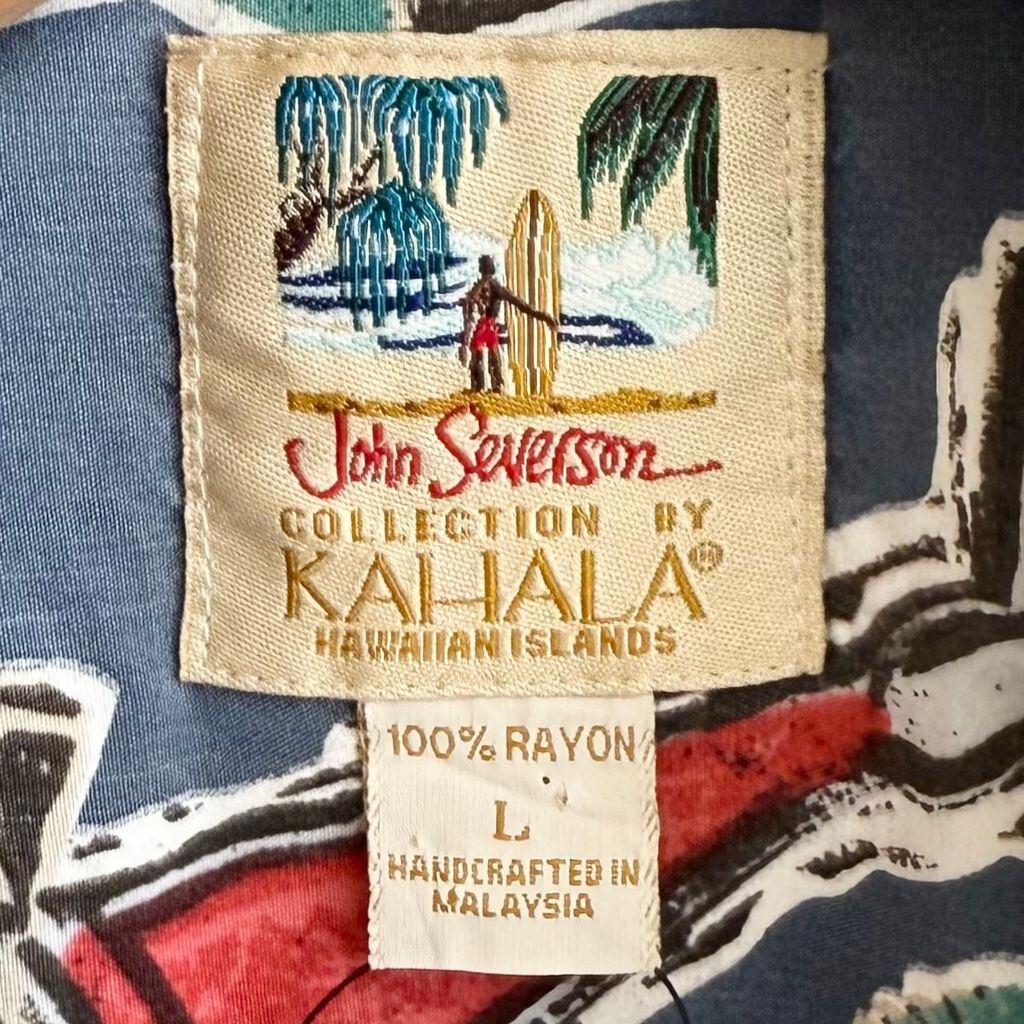 John Severson
COLLECTION BY
KAHALA®
HAWAIIAN ISLANDS
100% RAYON
L
HANDCRAFTED IN
MALAYSIA